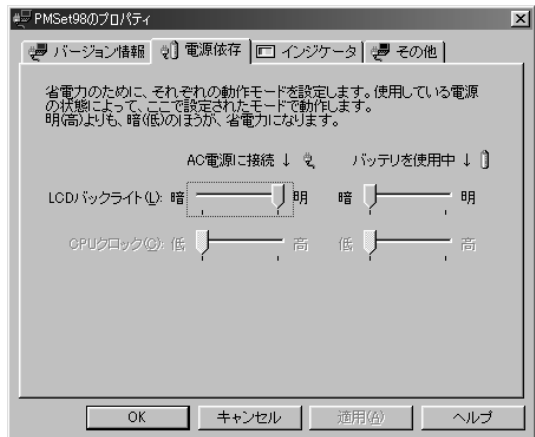 PMSet98のプロパティ
バージョン情報 電源依存 インジケータ その他
省電力のために、それぞれの動作モードを設定します。使用している電源
の状態によって、ここで設定されたモードで動作します。
明(高)よりも、暗(低)のほうが、省電力になります。
AC電源に接続 ↓ バッテリを使用中 ↓
LCDバックライト(L): 暗 明 暗 明
CPUクロック(C): 低 高 低 高
OK キャンセル 適用(A) ヘルプ